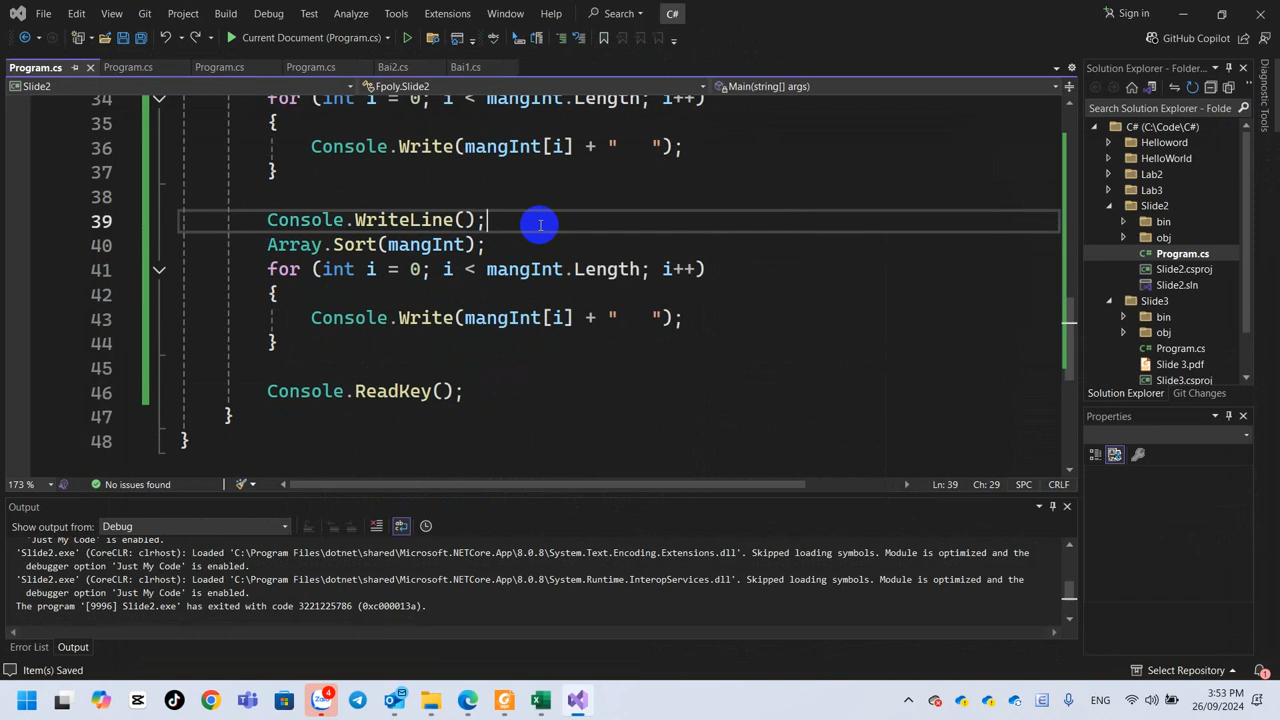 File Edit View Git Project Build Debug Test Analyze Tools Extensions Window Help Search C# Sign in
Current Document (Program.cs) GitHub Copilot
Program.cs Program.cs Program.cs Program.cs Bai2.cs Bai1.cs
Slide2 Fpoly.Slide2 Main(string[] args)
34 for (int i = 0; i < mangInt.Length; i++)
35 {
36 Console.Write(mangInt[i] + "   ");
37 }
38
39 Console.WriteLine();
40 Array.Sort(mangInt);
41 for (int i = 0; i < mangInt.Length; i++)
42 {
43 Console.Write(mangInt[i] + "   ");
44 }
45
46 Console.ReadKey();
47 }
48 }
173 % No issues found Ln: 39 Ch: 29 SPC CRLF
Output
Show output from: Debug
'Just My Code' is enabled.
'Slide2.exe' (CoreCLR: clrhost): Loaded 'C:\Program Files\dotnet\shared\Microsoft.NETCore.App\8.0.8\System.Text.Encoding.Extensions.dll'. Skipped loading symbols. Module is optimized and the
debugger option 'Just My Code' is enabled.
'Slide2.exe' (CoreCLR: clrhost): Loaded 'C:\Program Files\dotnet\shared\Microsoft.NETCore.App\8.0.8\System.Runtime.InteropServices.dll'. Skipped loading symbols. Module is optimized and the
debugger option 'Just My Code' is enabled.
The program '[9996] Slide2.exe' has exited with code 3221225786 (0xc000013a).
Error List Output
Item(s) Saved
Solution Explorer - Folder...
Search Solution Explorer - Folde
C# (C:\Code\C#)
Helloword
HelloWorld
Lab2
Lab3
Slide2
bin
obj
Program.cs
Slide2.csproj
Slide2.sln
Slide3
bin
obj
Program.cs
Slide 3.pdf
Slide3.csproj
Solution Explorer Git Changes
Properties
Diagnostic Tools
Select Repository 1
4 ENG 3:53 PM
26/09/2024